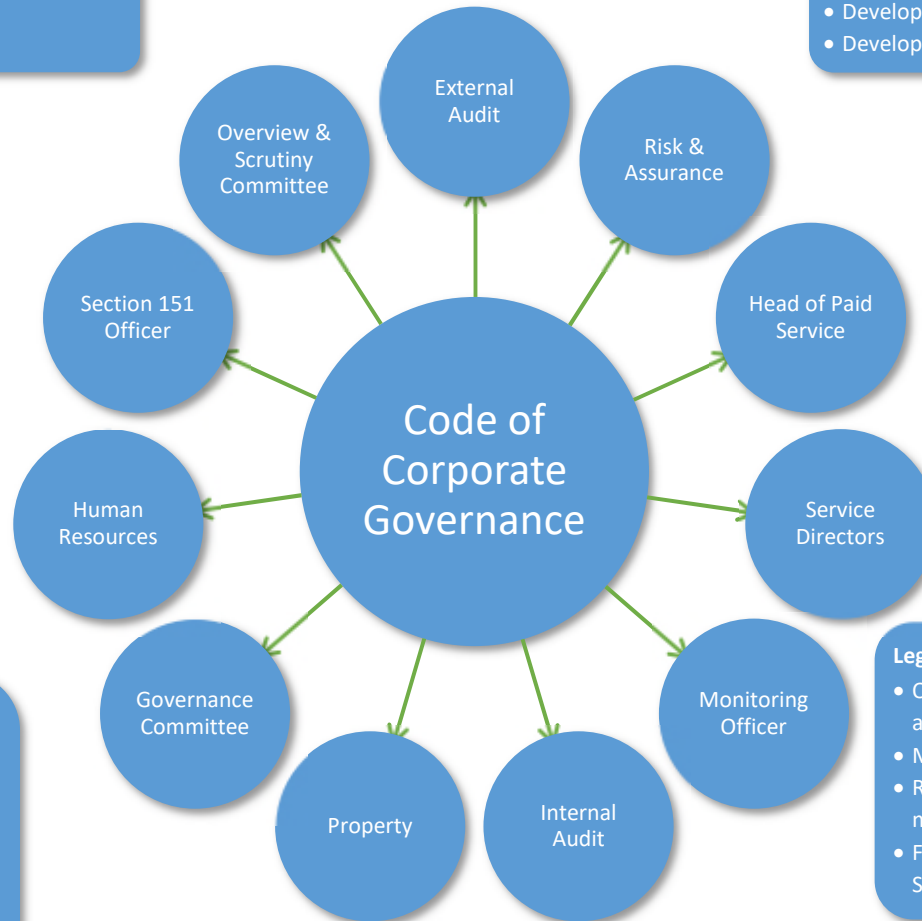 • Develop
• Develop
External
Audit
Overview &
Scrutiny
Committee
Risk &
Assurance
Section 151
Officer
Head of Paid
Service
Code of
Corporate
Governance
Human
Resources
Service
Directors
Governance
Committee
Monitoring
Officer
Property
Internal
Audit